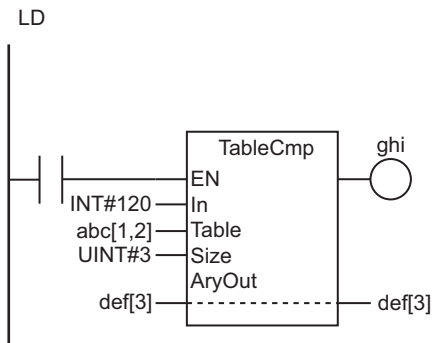 LD
TableCmp
ghi
EN
INT#120
In
abc[1,2]
Table
UINT#3
Size
AryOut
def[3]
def[3]